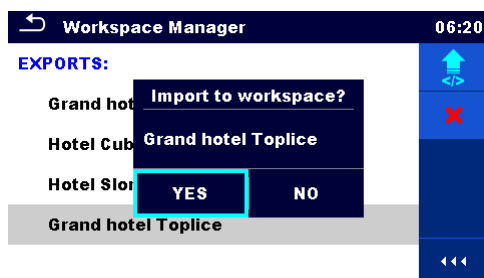 Workspace Manager 06:20
EXPORTS:
Grand hot
Import to workspace?
Hotel Cub
Grand hotel Toplice
Hotel Slo
YES NO
Grand hotel Toplice